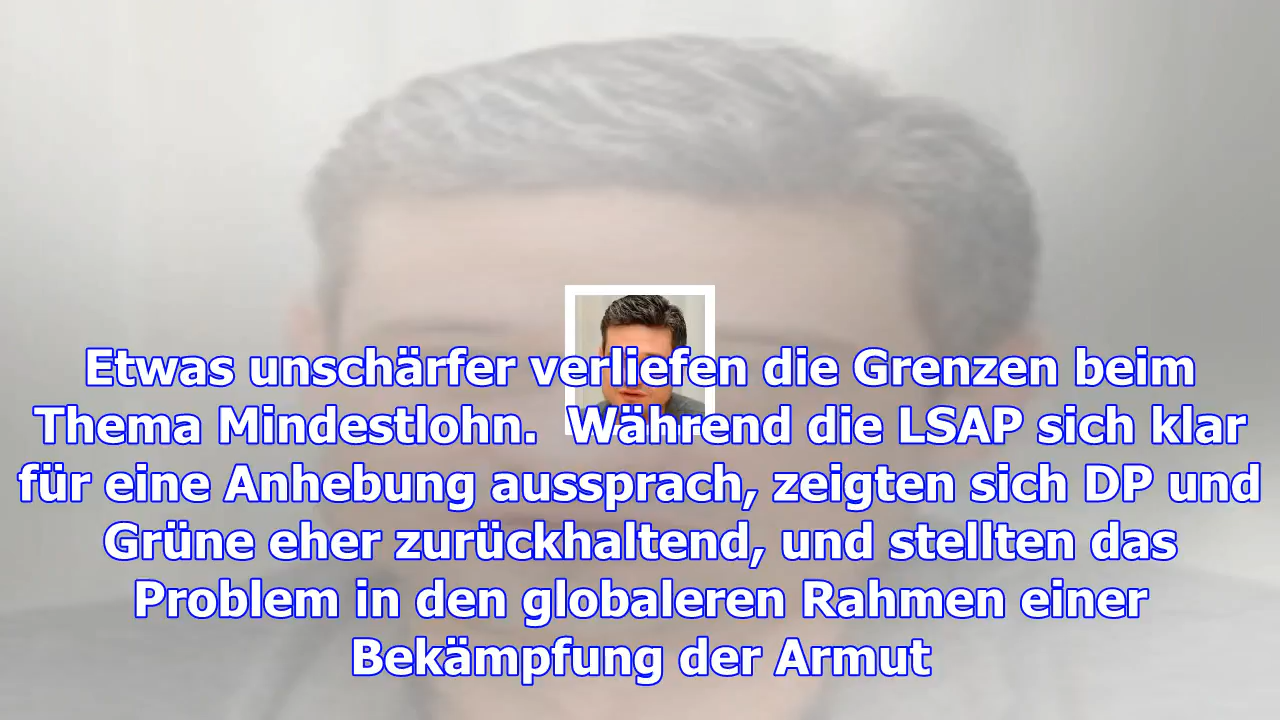 Etwas unschärfer verliefen die Grenzen beim
Thema Mindestlohn.  Während die LSAP sich klar
für eine Anhebung aussprach, zeigten sich DP und
Grüne eher zurückhaltend, und stellten das
Problem in den globaleren Rahmen einer
Bekämpfung der Armut